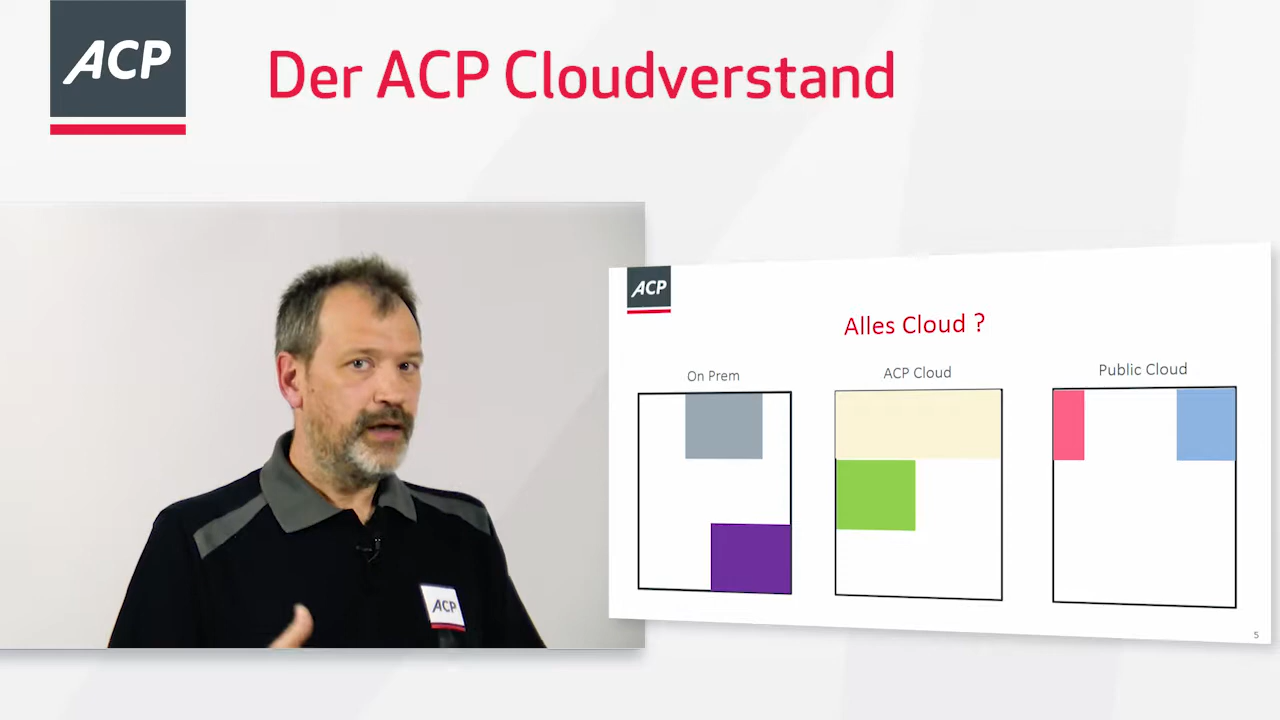 ACP
Der ACP Cloudverstand
ACP
Alles Cloud ?
On Prem
ACP Cloud
Public Cloud
ACP
5